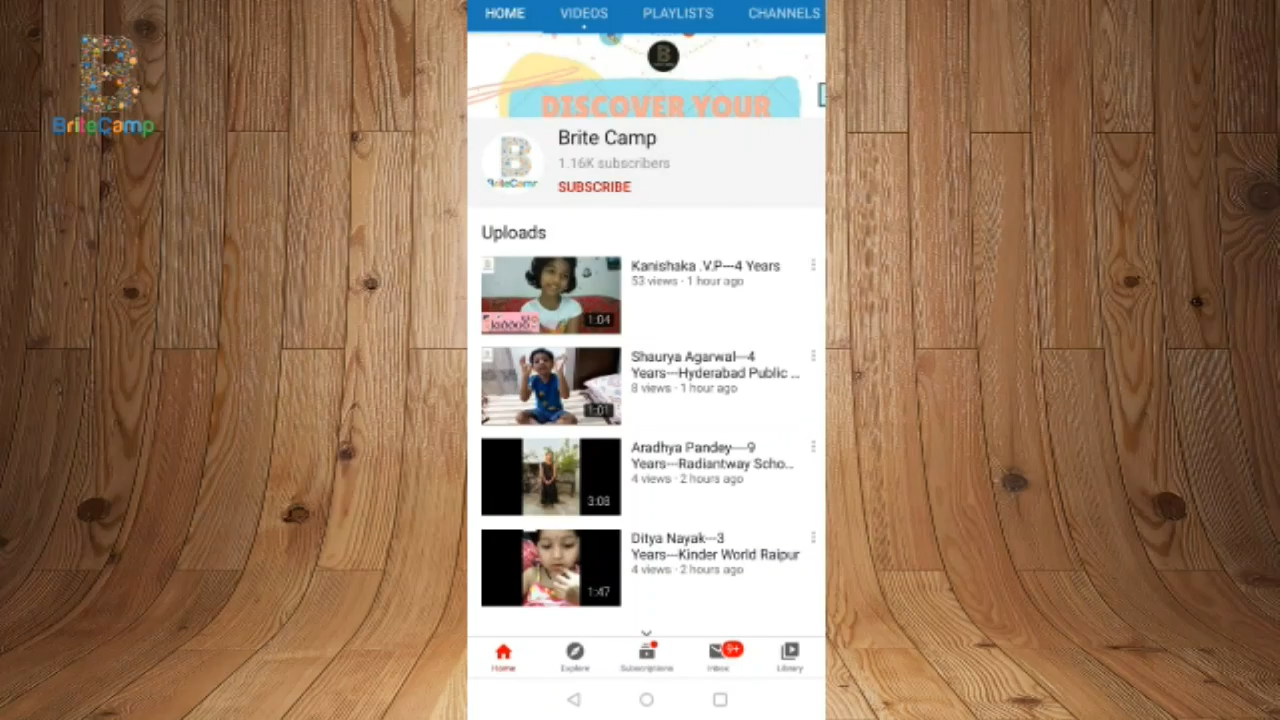 HOME VIDEOS PLAYLISTS CHANNELS
B
DISCOVER YOUR
BriteCamp
Brite Camp
1.16K subscribers
SUBSCRIBE
BriteCamp
Uploads
Kanishaka .V.P---4 Years
53 views · 1 hour ago
1:04
Shaurya Agarwal---4
Years---Hyderabad Public ...
8 views · 1 hour ago
1:01
Aradhya Pandey----9
Years---Radiantway Scho...
4 views · 2 hours ago
3:08
Ditya Nayak---3
Years---Kinder World Raipur
4 views · 2 hours ago
1:47
Home Explore Subscriptions Inbox 9+ Library